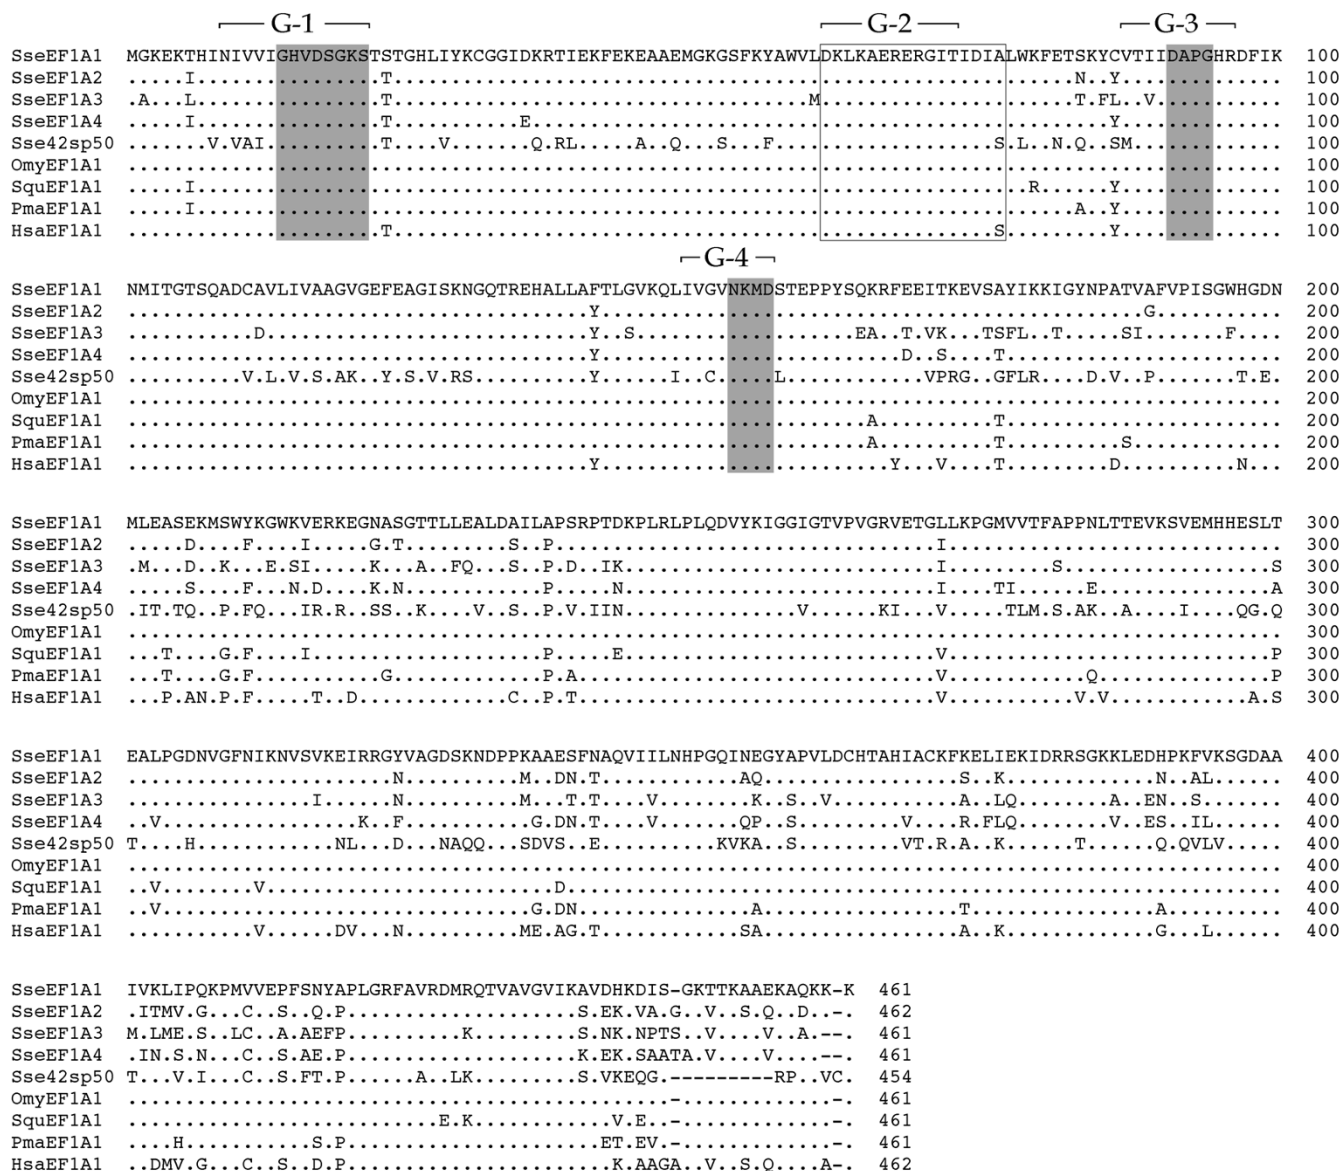 G-1 G-2 G-3
SseEF1A1 MGKEKTHINIVVIGHVDSGKSTSTGHLIYKCGGIDKRTIEKFEKEAAEMGKGSFKYAWVLDKLKAERERGITIDIALWKFETSKYCVTIIDAPGHRDFIK 100
SseEF1A2 .....I................T...........................................................N..Y.............. 100
SseEF1A3 .A...L................T....................................M......................T.FL..V........... 100
SseEF1A4 .....I................T...........E..................................................Y.............. 100
Sse42sp50 .......V.VAI..........T....V.......Q.RL.....A..Q...S...F...................S.L..N.Q..SM............. 100
OmyEF1A1 .................................................................................................... 100
SquEF1A1 .....I........................................................................R......Y.............. 100
PmaEF1A1 .....I............................................................................A..Y.............. 100
HsaEF1A1 ......................T....................................................S.........Y.............. 100
G-4
SseEF1A1 NMITGTSQADCAVLIVAAGVGEFEAGISKNGQTREHALLAFTLGVKQLIVGVNKMDSTEPPYSQKRFEEITKEVSAYIKKIGYNPATVAFVPISGWHGDN 200
SseEF1A2 ........................................Y...............................................G........... 200
SseEF1A3 ...........D............................Y..S...................EA..T.VK...TSFL..T.....SI.......F.... 200
SseEF1A4 ........................................Y..........................D..S....T........................ 200
Sse42sp50 ..........V.L.V.S.AK..Y.S.V.RS..........Y......I..C.....L............VPRG..GFLR....N.V..P.......T.E. 200
OmyEF1A1 .................................................................................................... 200
SquEF1A1 ................................................................A..........T........................ 200
PmaEF1A1 ................................................................A..........T..........S............. 200
HsaEF1A1 ........................................Y.........................Y...V....T.........D..........N... 200
SseEF1A1 MLEASEKMSWYKGWKVERKEGNASGTTLLEALDAILAPSRPTDKPLRLPLQDVYKIGGIGTVPVGRVETGLLKPGMVVTFAPPNLTTEVKSVEMHHESLT 300
SseEF1A2 .....D....F....I.....G.T.........S..P.................................I............................. 300
SseEF1A3 .M...D..K...E.SI.....K...A..FQ...S..P.D..IK...........................I.........S..................S 300
SseEF1A4 .....S....F...N.D....K.N............P.....N...........................I....TI......E...............A 300
Sse42sp50 .IT.TQ..P.FQ...IR.R..SS..K....V..S..P.V.IIN...............V......KI...V.....TLM.S.AK..A....I....QG.Q 300
OmyEF1A1 .................................................................................................... 300
SquEF1A1 ...T....G.F....I....................P.....E...........................V............................P 300
PmaEF1A1 ...T....G.F...........G.............P.A...............................V............Q...............P 300
HsaEF1A1 ...P.AN.P.F.....T..D.............C..P.T...............................V...........V.V............A.S 300
SseEF1A1 EALPGDNVGFNIKNVSVKEIRRGYVAGDSKNDPPKAAESFNAQVIILNHPGQINEGYAPVLDCHTAHIACKFKELIEKIDRRSGKKLEDHPKFVKSGDAA 400
SseEF1A2 .......................N..........M..DN.T............AQ.................S..K.............N..AL...... 400
SseEF1A3 ................I......N..........M...T.T....V........K..S..V...........A..LQ........A..EN..S....... 400
SseEF1A4 ..V.................K..F...........G.DN.T....V.......QP..S.........V....R.FLQ........V..ES..IL...... 400
Sse42sp50 T....H............NL...D...NAQQ...SDVS..E..........KVKA..S.........VT.R.A..K......T......Q.QVLV..... 400
OmyEF1A1 .................................................................................................... 400
SquEF1A1 ..V........V.........................D.............................................................. 400
PmaEF1A1 ..V................................G.DN...............A.................T................A.......... 400
HsaEF1A1 ...........V......DV...N..........ME.AG.T............SA.................A..K.............G...L...... 400
SseEF1A1 IVKLIPQKPMVVEPFSNYAPLGRFAVRDMRQTVAVGVIKAVDHKDIS-GKTTKAAEKAQKK-K 461
SseEF1A2 .ITMV.G...C..S..Q.P....................S.EK.VA.G..V..S.Q..D..-. 462
SseEF1A3 M.LME.S..LC..A.AEFP..........K.........S.NK.NPTS..V....V..A.--. 461
SseEF1A4 .IN.S.N...C..S.AE.P....................K.EK.SAATA.V....V....--. 461
Sse42sp50 T...V.I...C..S.FT.P......A..LK.........S.VKEQG.---------RP..VC. 454
OmyEF1A1 ...............................................-.............-. 461
SquEF1A1 ...........................E.K............V.E..-.............-. 461
PmaEF1A1 ....H...........S.P......................ET.EV.-.............-. 461
HsaEF1A1 ..DMV.G...C..S..D.P.......................K.AAGA..V..S.Q....A-. 462